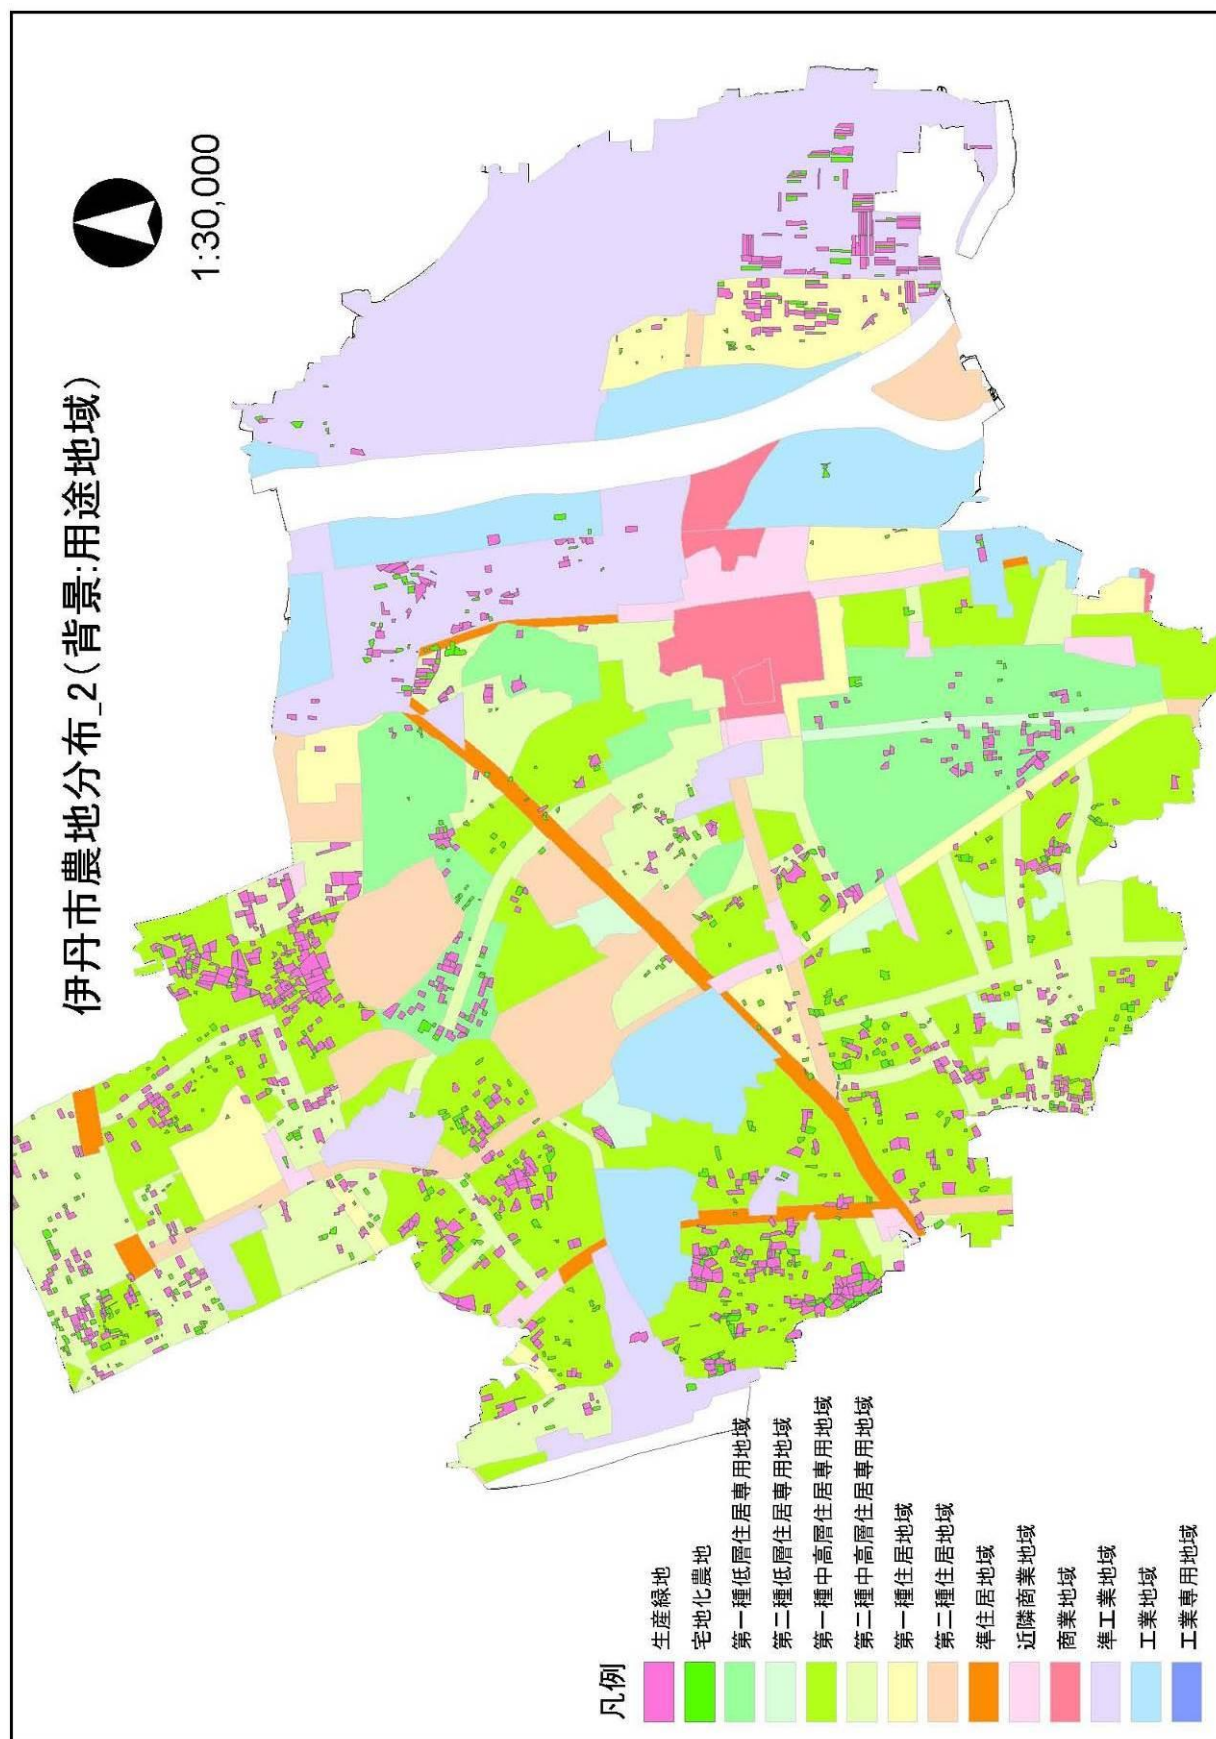 伊丹市農地分布_2(背景:用途地域)
1:30,000
凡例
生産緑地
宅地化農地
第一種低層住居専用地域
第二種低層住居専用地域
第一種中高層住居専用地域
第二種中高層住居専用地域
第一種住居地域
第二種住居地域
準住居地域
近隣商業地域
商業地域
準工業地域
工業地域
工業専用地域